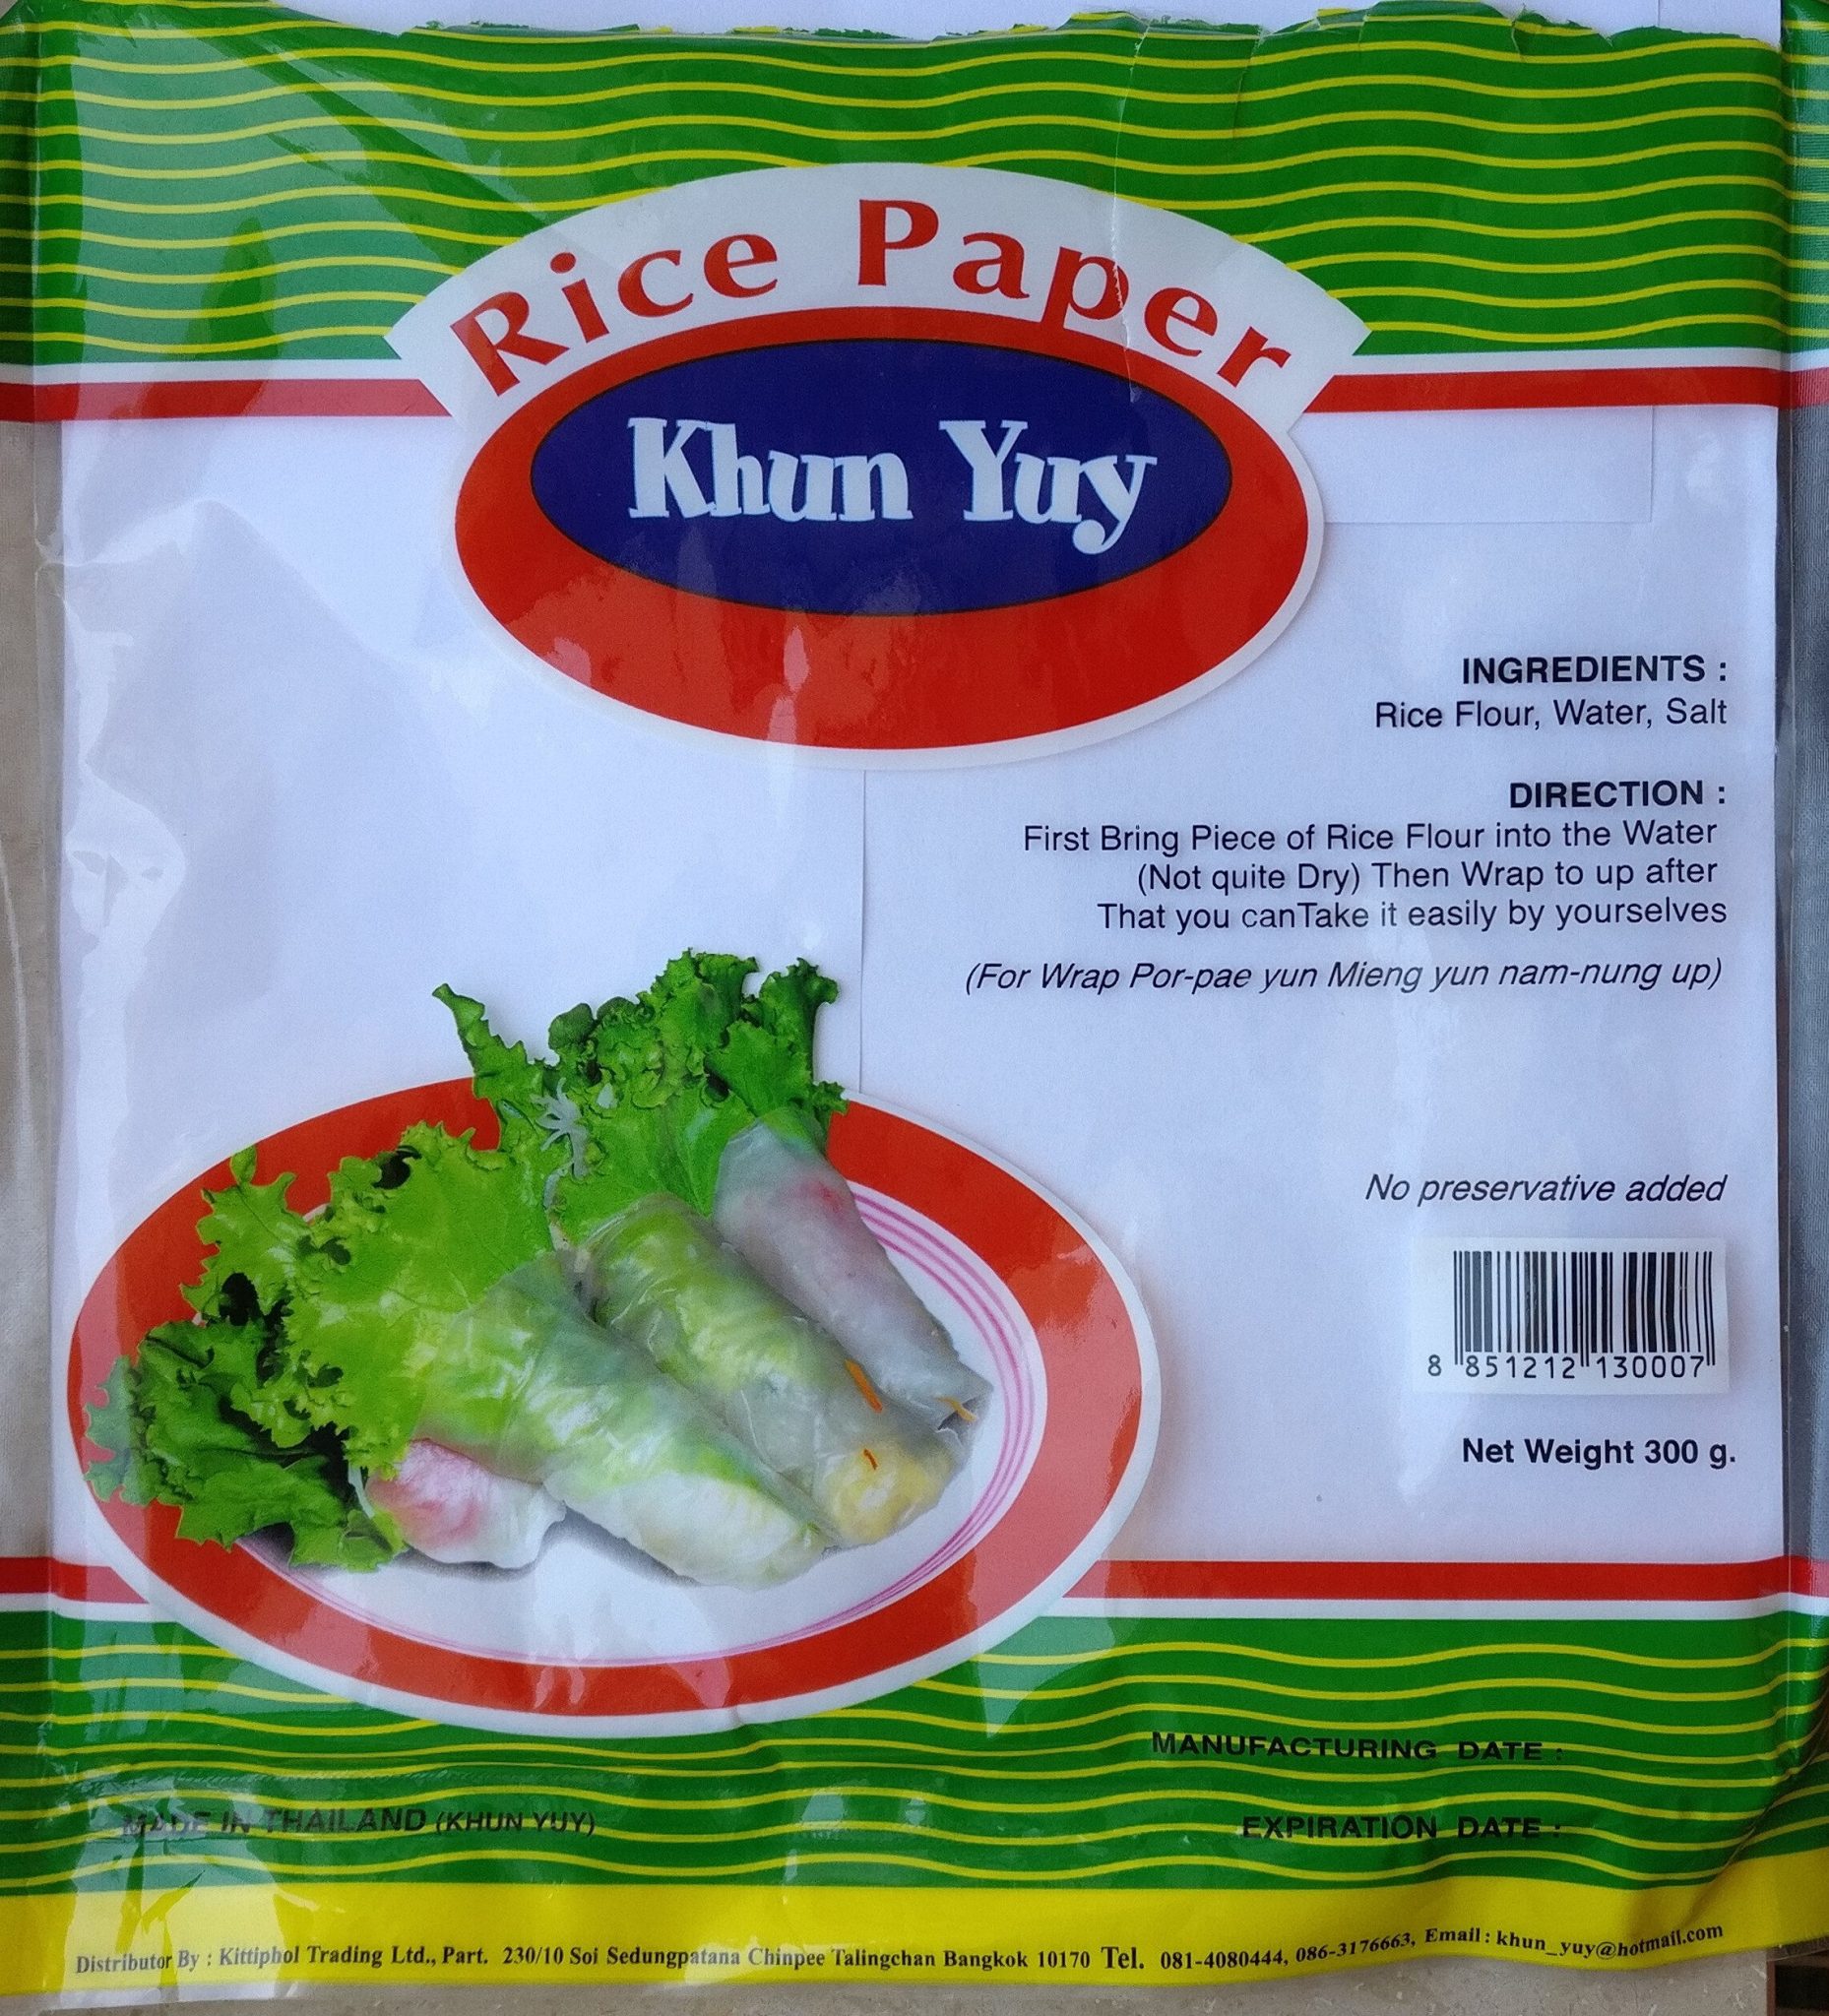 Rice Paper
Khun Yuy
INGREDIENTS :
Rice Flour, Water, Salt
DIRECTION :
First Bring Piece of Rice Flour into the Water
(Not quite Dry) Then Wrap to up after
That you canTake it easily by yourselves
(For Wrap Por-pae yun Mieng yun nam-nung up)
No preservative added
8 851212 130007
Net Weight 300 g.
MANUFACTURING DATE :
MADE IN THAILAND (KHUN YUY)
EXPIRATION DATE :
Distributor By : Kittiphol Trading Ltd., Part. 230/10 Soi Sedungpatana Chinpee Talingchan Bangkok 10170 Tel. 081-4080444, 086-3176663, Email : khun_yuy@hotmail.com